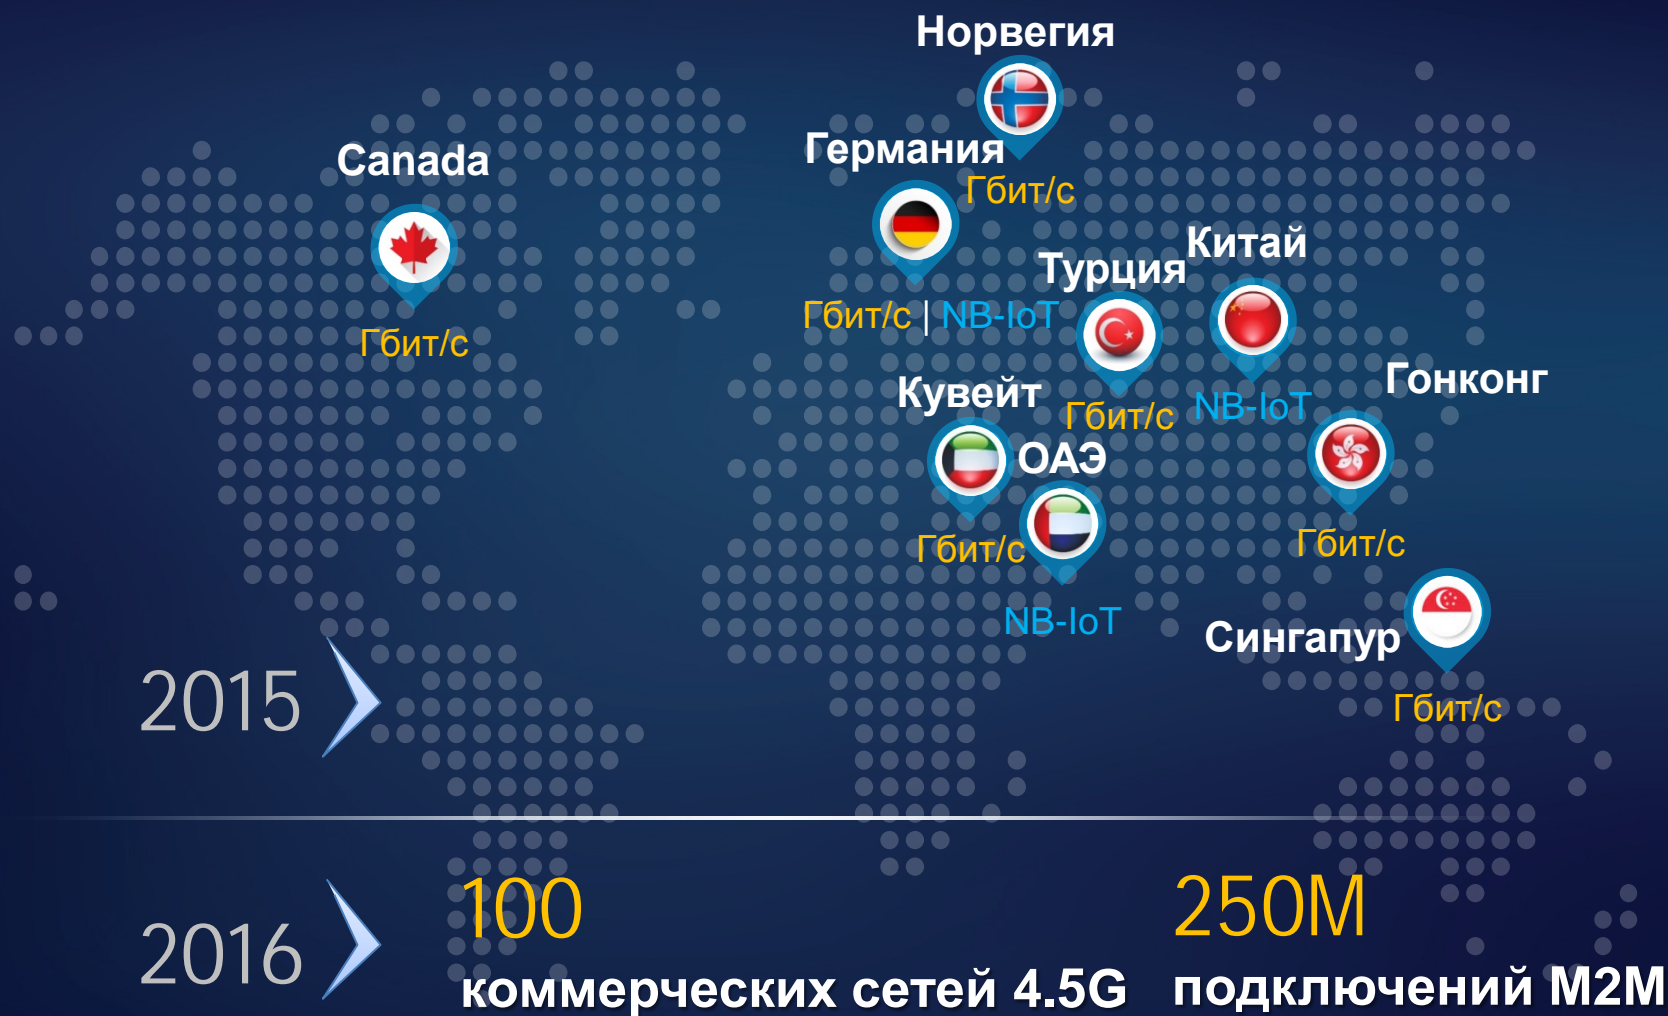 Норвегия
Германия
Canada
Гбит/с
Китай
Турция
Гбит/с | NB-IoT
Гбит/с
Гонконг
Кувейт
NB-IoT
Гбит/с
ОАЭ
Гбит/с
Гбит/с
NB-IoT
Сингапур
2015
Гбит/с
100
250M
2016
коммерческих сетей 4.5G
подключений M2M